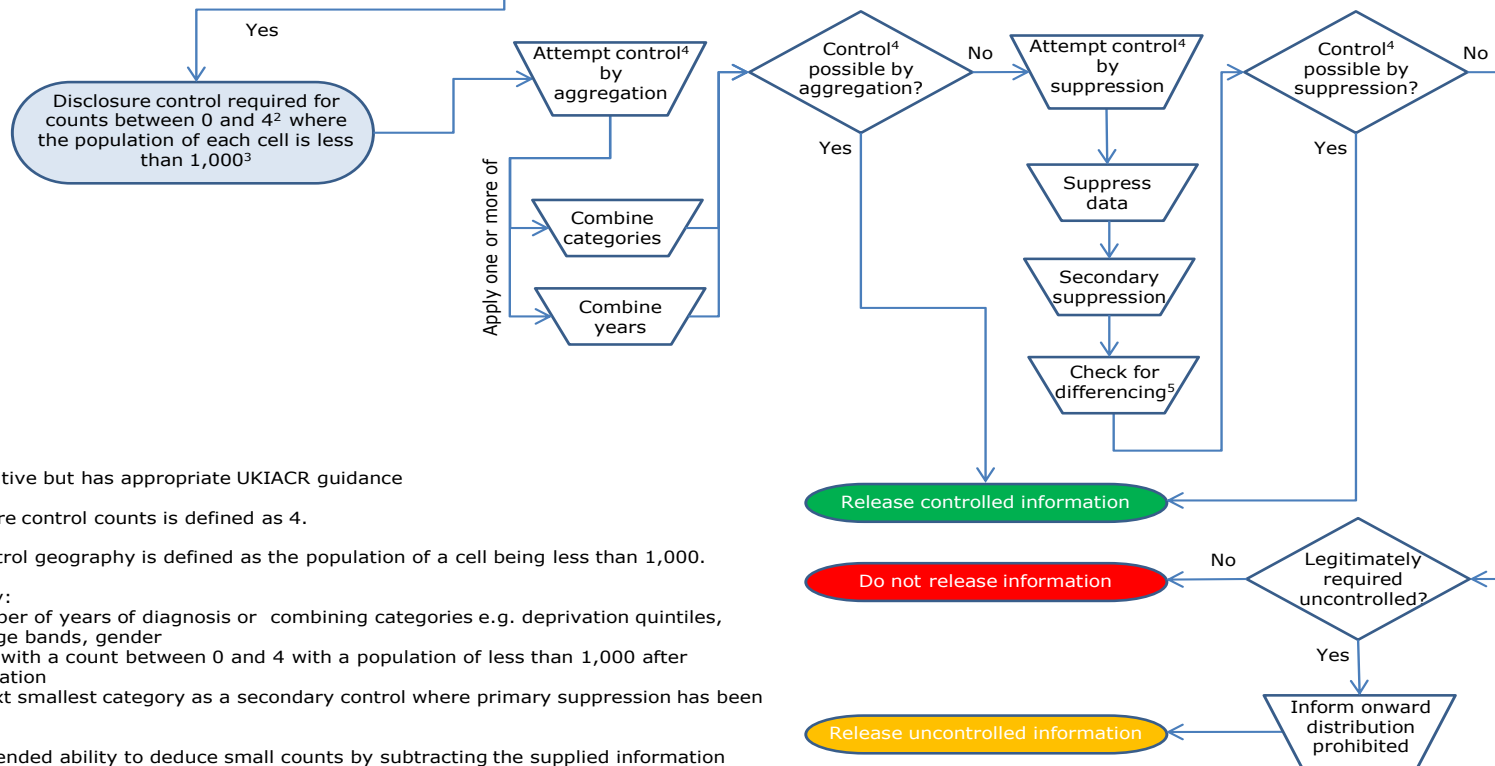 Yes
Disclosure control required for
counts between 0 and 4² where
the population of each cell is less
than 1,000³
Attempt control⁴
by
aggregation
Apply one or more of
Combine
categories
Combine
years
Control⁴
possible by
aggregation?
No
Yes
Attempt control⁴
by
suppression
Suppress
data
Secondary
suppression
Check for
differencing⁵
Control⁴
possible by
suppression?
No
Yes
Release controlled information
Do not release information
No
Legitimately
required
uncontrolled?
Yes
Inform onward
distribution
prohibited
Release uncontrolled information
tive but has appropriate UKIACR guidance
re control counts is defined as 4.
trol geography is defined as the population of a cell being less than 1,000.
y:
ber of years of diagnosis or combining categories e.g. deprivation quintiles,
ge bands, gender
with a count between 0 and 4 with a population of less than 1,000 after
ation
xt smallest category as a secondary control where primary suppression has been
ended ability to deduce small counts by subtracting the supplied information